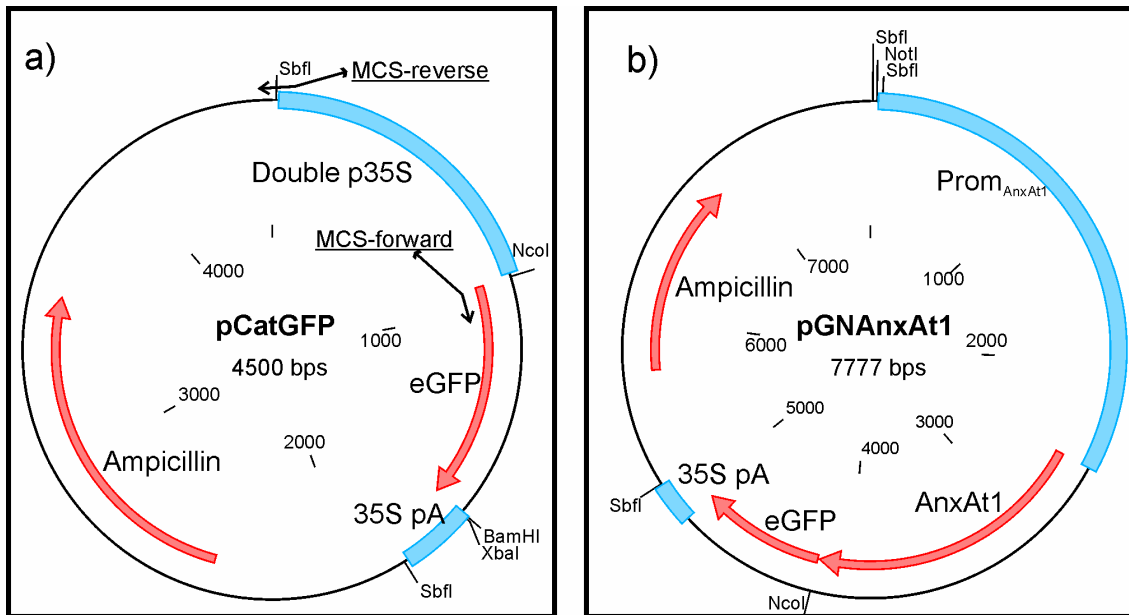 a)
SbfI
MCS-reverse
Double p35S
MCS-forward
NcoI
4000
pCatGFP
4500 bps
1000
eGFP
3000
2000
Ampicillin
35S pA
BamHI
XbaI
SbfI
b)
SbfI
NotI
SbfI
Prom AnxAt1
7000
1000
Ampicillin
pGNAnxAt1
6000
7777 bps
2000
5000
3000
4000
35S pA
SbfI
eGFP
AnxAt1
NcoI